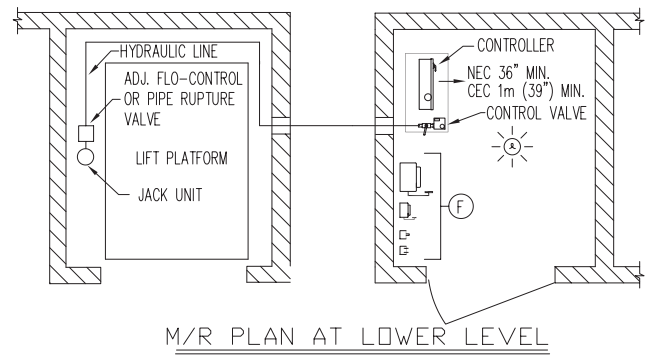 HYDRAULIC LINE
ADJ. FLO-CONTROL
OR PIPE RUPTURE
VALVE
LIFT PLATFORM
JACK UNIT
CONTROLLER
NEC 36" MIN.
CEC 1m (39") MIN.
CONTROL VALVE
F
M/R PLAN AT LOWER LEVEL